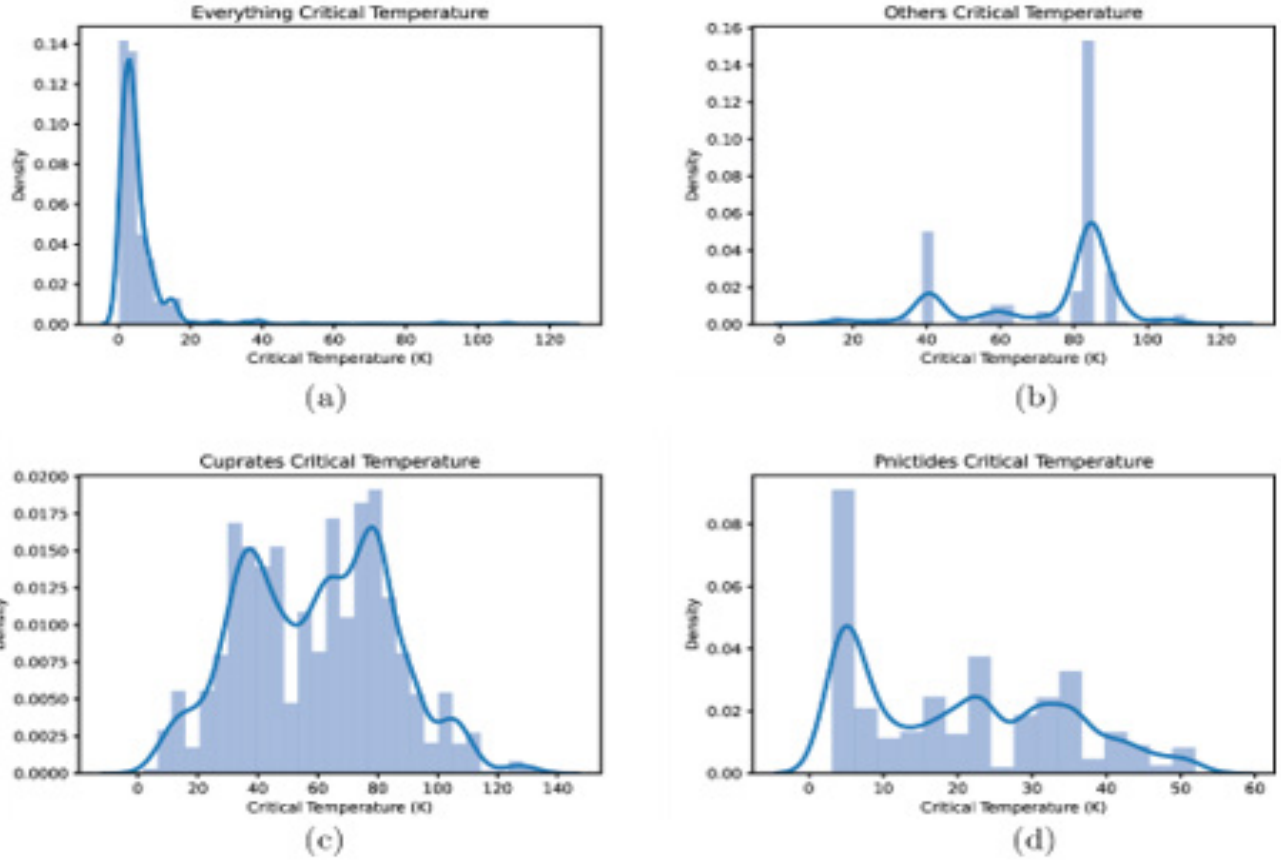 Everything Critical Temperature
0.14
0.12
0.10
0.08
0.06
0.04
0.02
0.00
Density
0 20 40 60 80 100 120
Critical Temperature (K)
(a)
Others Critical Temperature
0.16
0.14
0.12
0.10
0.08
0.06
0.04
0.02
0.00
Density
0 20 40 60 80 100 120
Critical Temperature (K)
(b)
Cuprates Critical Temperature
0.0200
0.0175
0.0150
0.0125
0.0100
0.0075
0.0050
0.0025
0.0000
Density
0 20 40 60 80 100 120 140
Critical Temperature (K)
(c)
Pnictides Critical Temperature
0.08
0.06
0.04
0.02
0.00
Density
0 10 20 30 40 50 60
Critical Temperature (K)
(d)